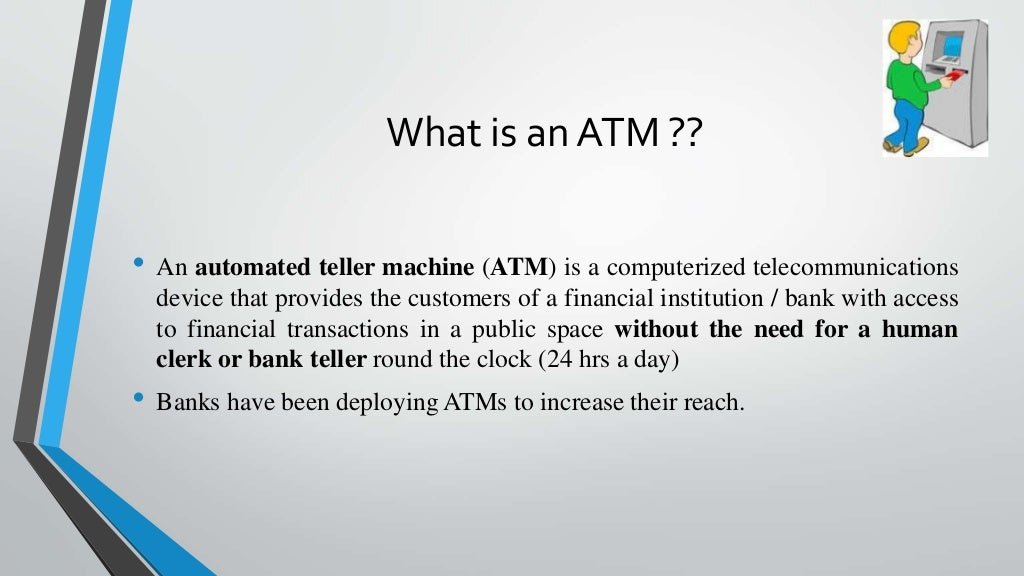 What is an ATM ??
• An automated teller machine (ATM) is a computerized telecommunications
device that provides the customers of a financial institution / bank with access
to financial transactions in a public space without the need for a human
clerk or bank teller round the clock (24 hrs a day)
• Banks have been deploying ATMs to increase their reach.